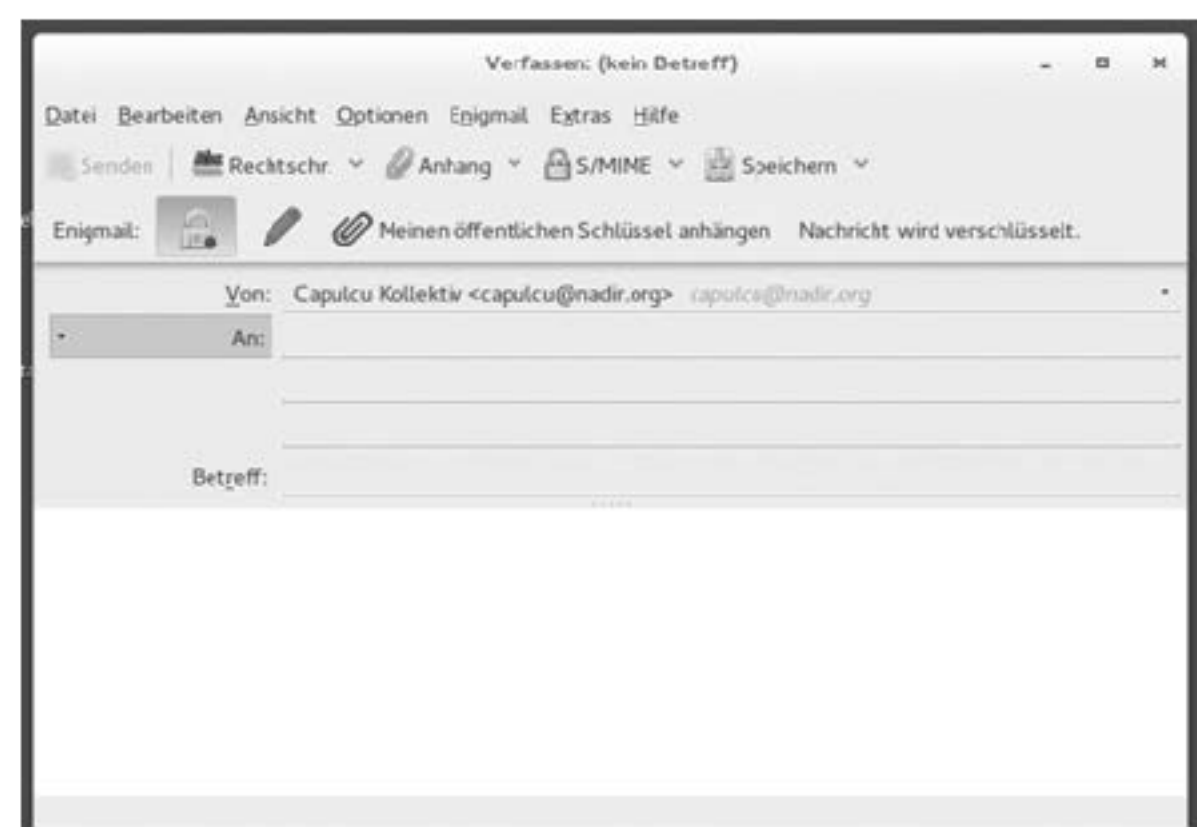 Verfassen: (kein Betreff)
Datei Bearbeiten Ansicht Optionen Enigmail Extras Hilfe
Senden Rechtschr. Anhang S/MINE Speichern
Enigmail: Meinen öffentlichen Schlüssel anhängen Nachricht wird verschlüsselt.
Von: Capulcu Kollektiv <capulcu@nadir.org> capulcu@nadir.org
An:
Betreff: